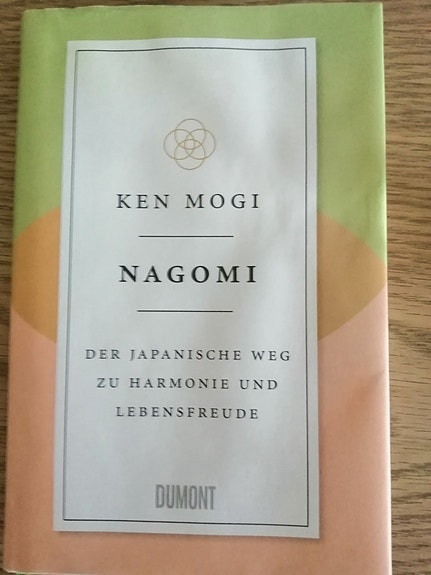 KEN MOGI
NAGOMI
DER JAPANISCHE WEG
ZU HARMONIE UND
LEBENSFREUDE
DUMONT